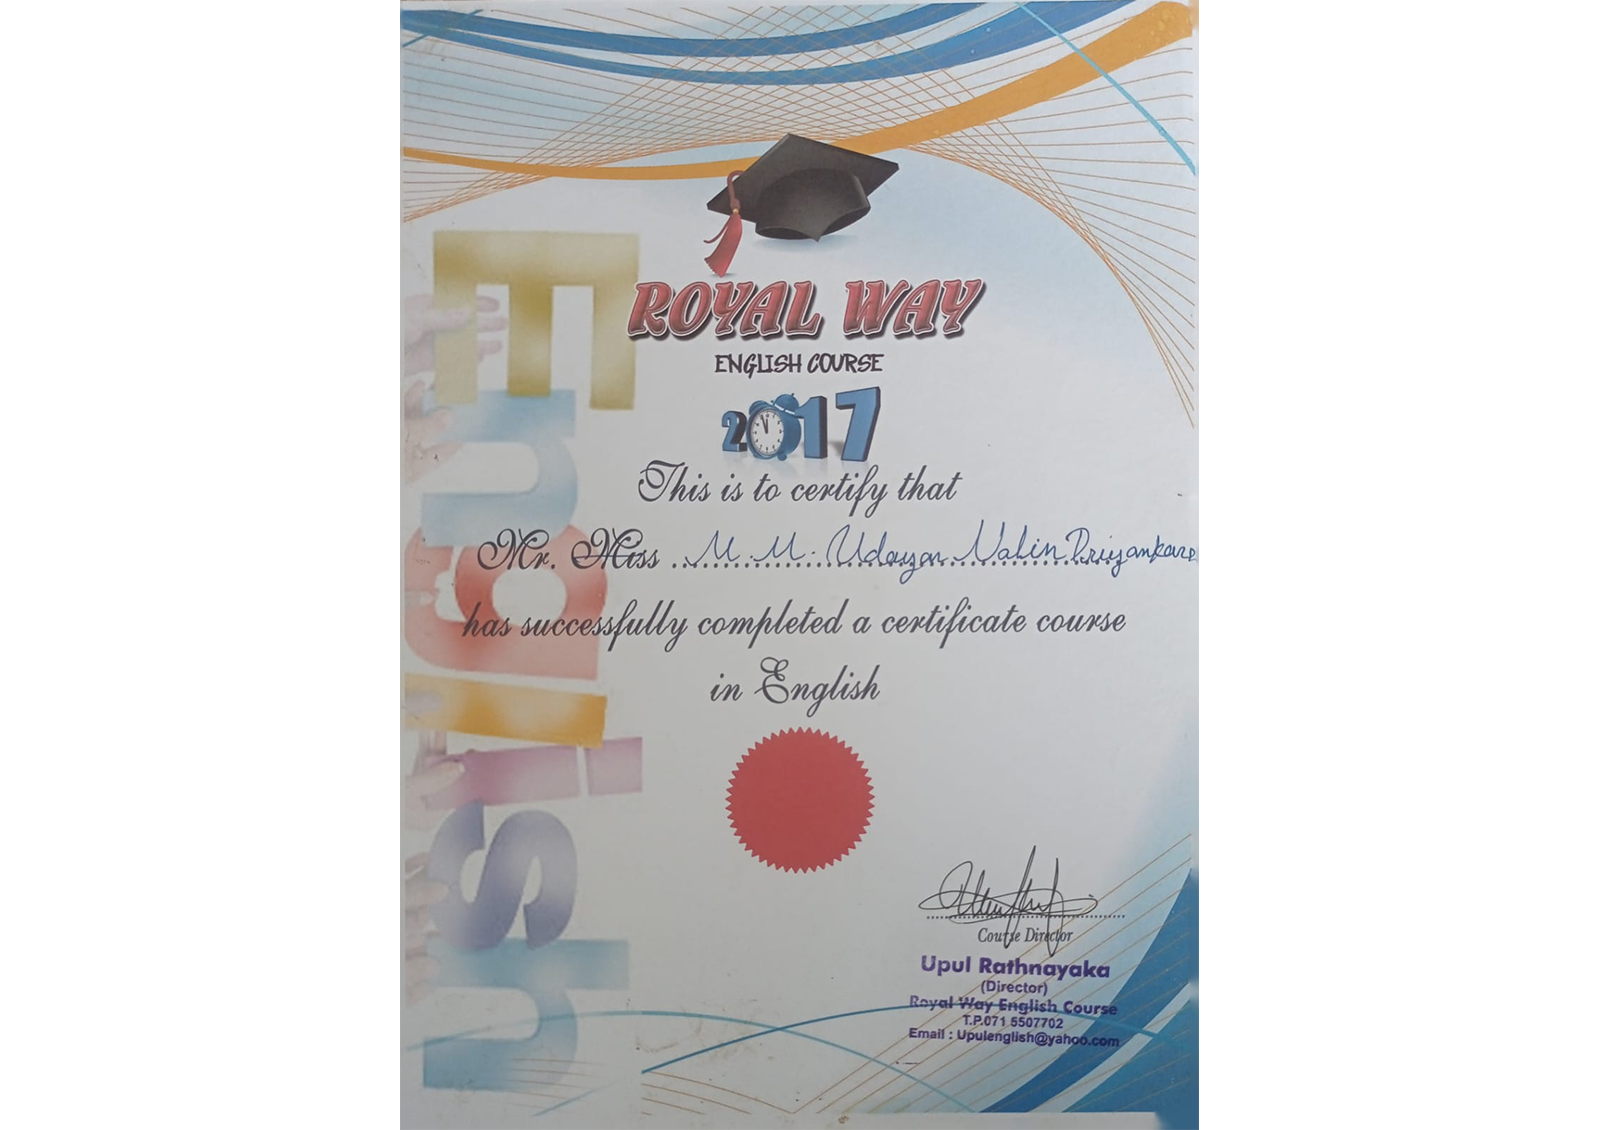 ROYAL WAY
ENGLISH COURSE
2017
This is to certify that
Mr. Miss ..M.M. Udayan Nalin Priyankara
has successfully completed a certificate course
in English
Course Director
Upul Rathnayaka
(Director)
Royal Way English Course
T.P.071 5507702
Email : Upulenglish@yahoo.com
English